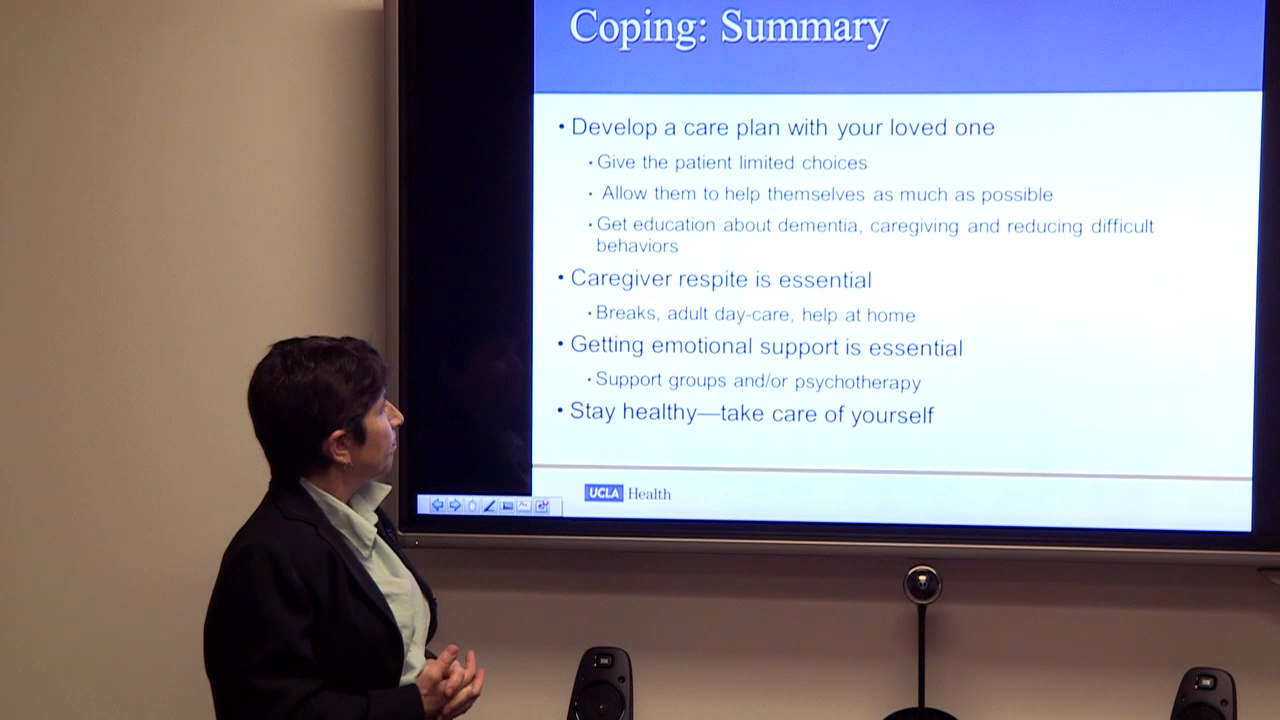 Coping: Summary
• Develop a care plan with your loved one
• Give the patient limited choices
• Allow them to help themselves as much as possible
• Get education about dementia, caregiving and reducing difficult
behaviors
• Caregiver respite is essential
• Breaks, adult day-care, help at home
• Getting emotional support is essential
• Support groups and/or psychotherapy
• Stay healthy—take care of yourself
UCLA Health